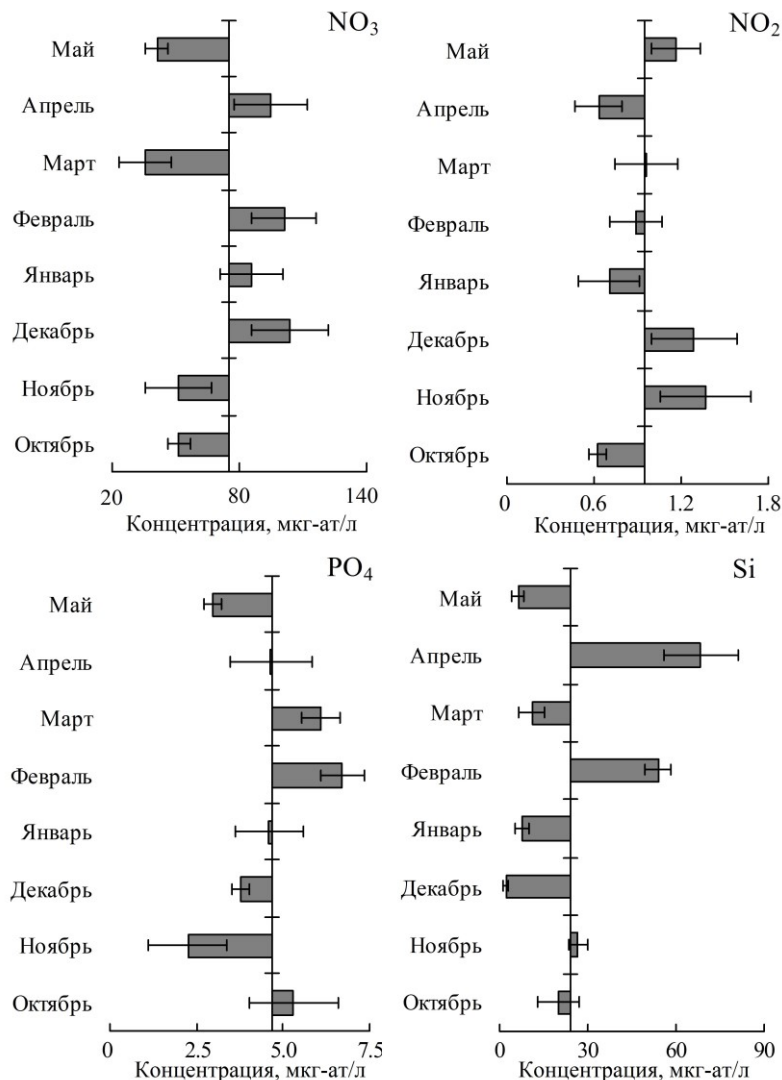 NO₃
Май
Апрель
Март
Февраль
Январь
Декабрь
Ноябрь
Октябрь
20 80 140
Концентрация, мкг-ат/л
NO₂
Май
Апрель
Март
Февраль
Январь
Декабрь
Ноябрь
Октябрь
0 0.6 1.2 1.8
Концентрация, мкг-ат/л
PO₄
Май
Апрель
Март
Февраль
Январь
Декабрь
Ноябрь
Октябрь
0 2.5 5.0 7.5
Концентрация, мкг-ат/л
Si
Май
Апрель
Март
Февраль
Январь
Декабрь
Ноябрь
Октябрь
0 30 60 90
Концентрация, мкг-ат/л